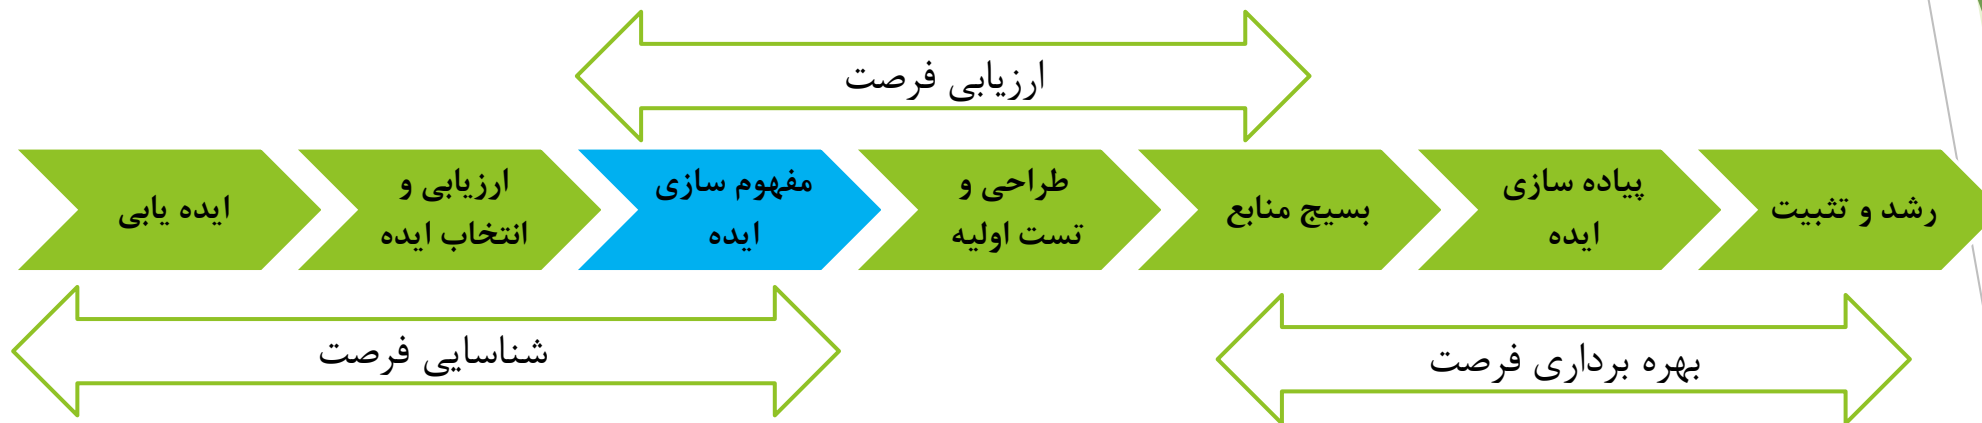 ارزیابی فرصت
ایده یابی
ارزیابی و
انتخاب ایده
مفهوم سازی
ایده
طراحی و
تست اولیه
بسیج منابع
پیاده سازی
ایده
رشد و تثبیت
شناسایی فرصت
بهره برداری فرصت